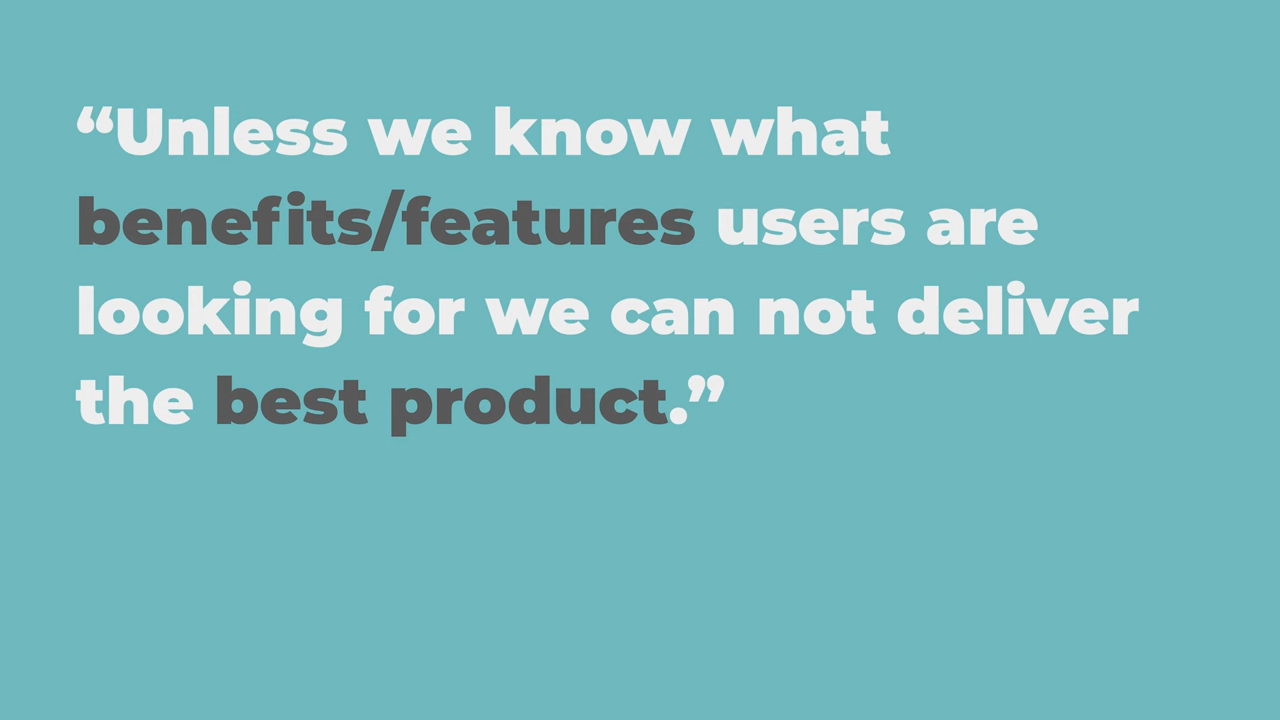 “Unless we know what
benefits/features users are
looking for we can not deliver
the best product.”